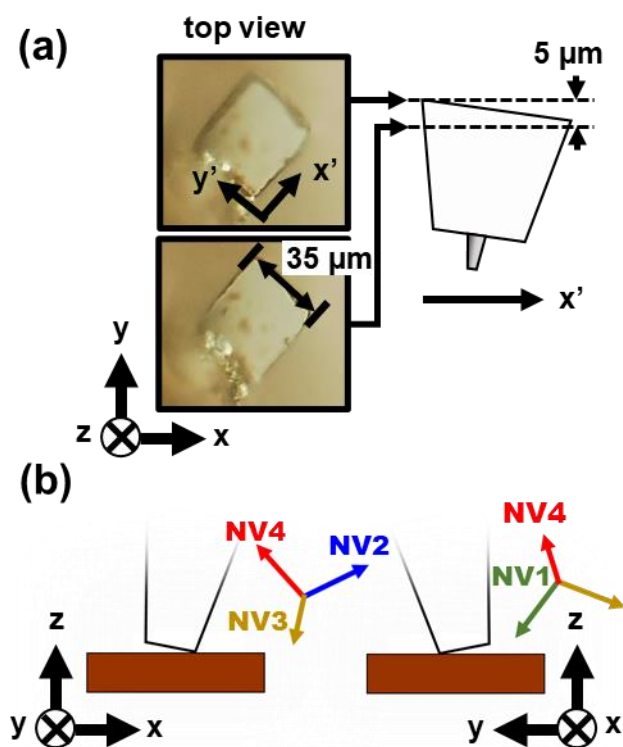 top view
(a)
5 μm
y' x'
35 μm
x'
y
z x
(b)
NV4 NV2
NV3
NV4
NV1
z
y x
z
y x